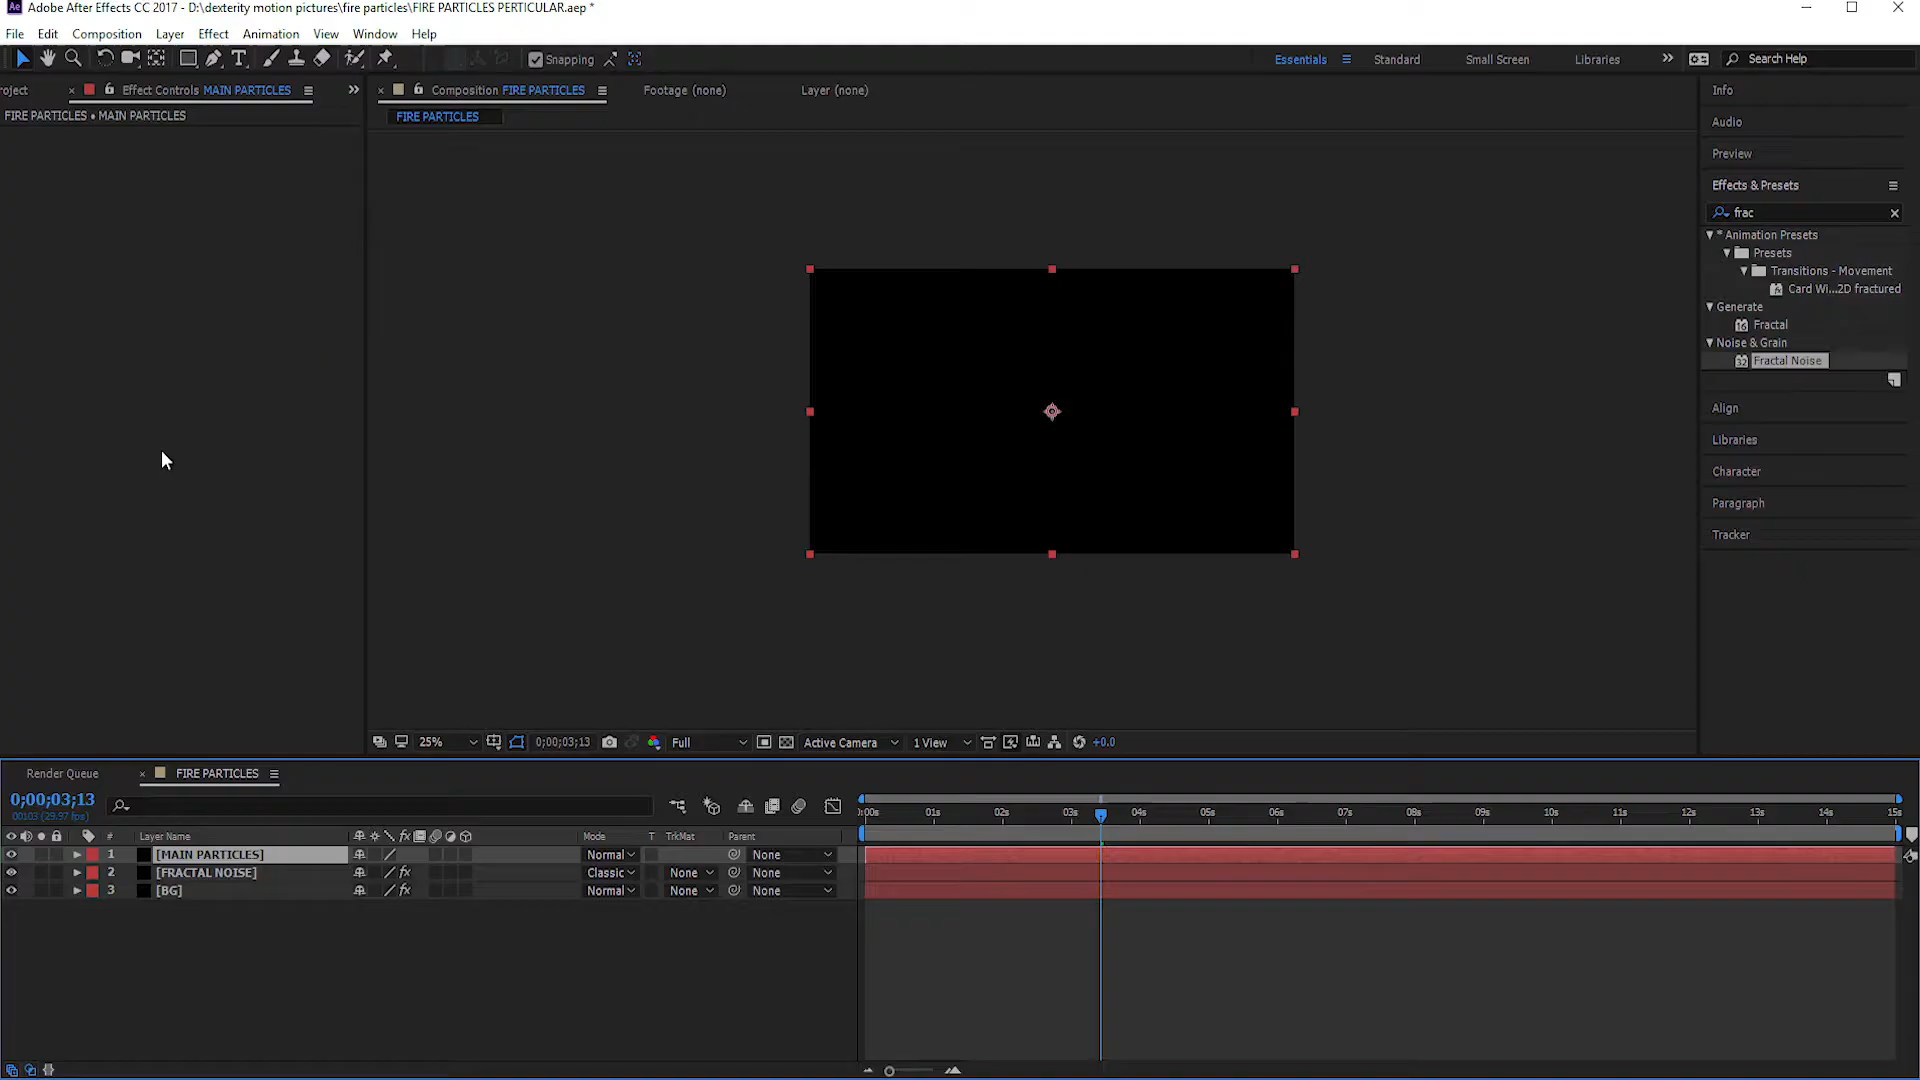 Adobe After Effects CC 2017 - D:\dexterity motion pictures\fire particles\FIRE PARTICLES PERTICULAR.aep *
File Edit Composition Layer Effect Animation View Window Help
Snapping Essentials Standard Small Screen Libraries Search Help
roject Effect Controls MAIN PARTICLES Composition FIRE PARTICLES Footage (none) Layer (none)
FIRE PARTICLES • MAIN PARTICLES
FIRE PARTICLES
Info
Audio
Preview
Effects & Presets
frac
* Animation Presets
Presets
Transitions - Movement
Card Wi...2D fractured
Generate
Fractal
Noise & Grain
Fractal Noise
Align
Libraries
Character
Paragraph
Tracker
25% 0;00;03;13 Full Active Camera 1 View +0.0
Render Queue FIRE PARTICLES
0;00;03;13
00103 (29.97 fps)
:00s 01s 02s 03s 04s 05s 06s 07s 08s 09s 10s 11s 12s 13s 14s 15s
# Layer Name Mode T TrkMat Parent
1 [MAIN PARTICLES] Normal None
2 [FRACTAL NOISE] Classic None None
3 [BG] Normal None None